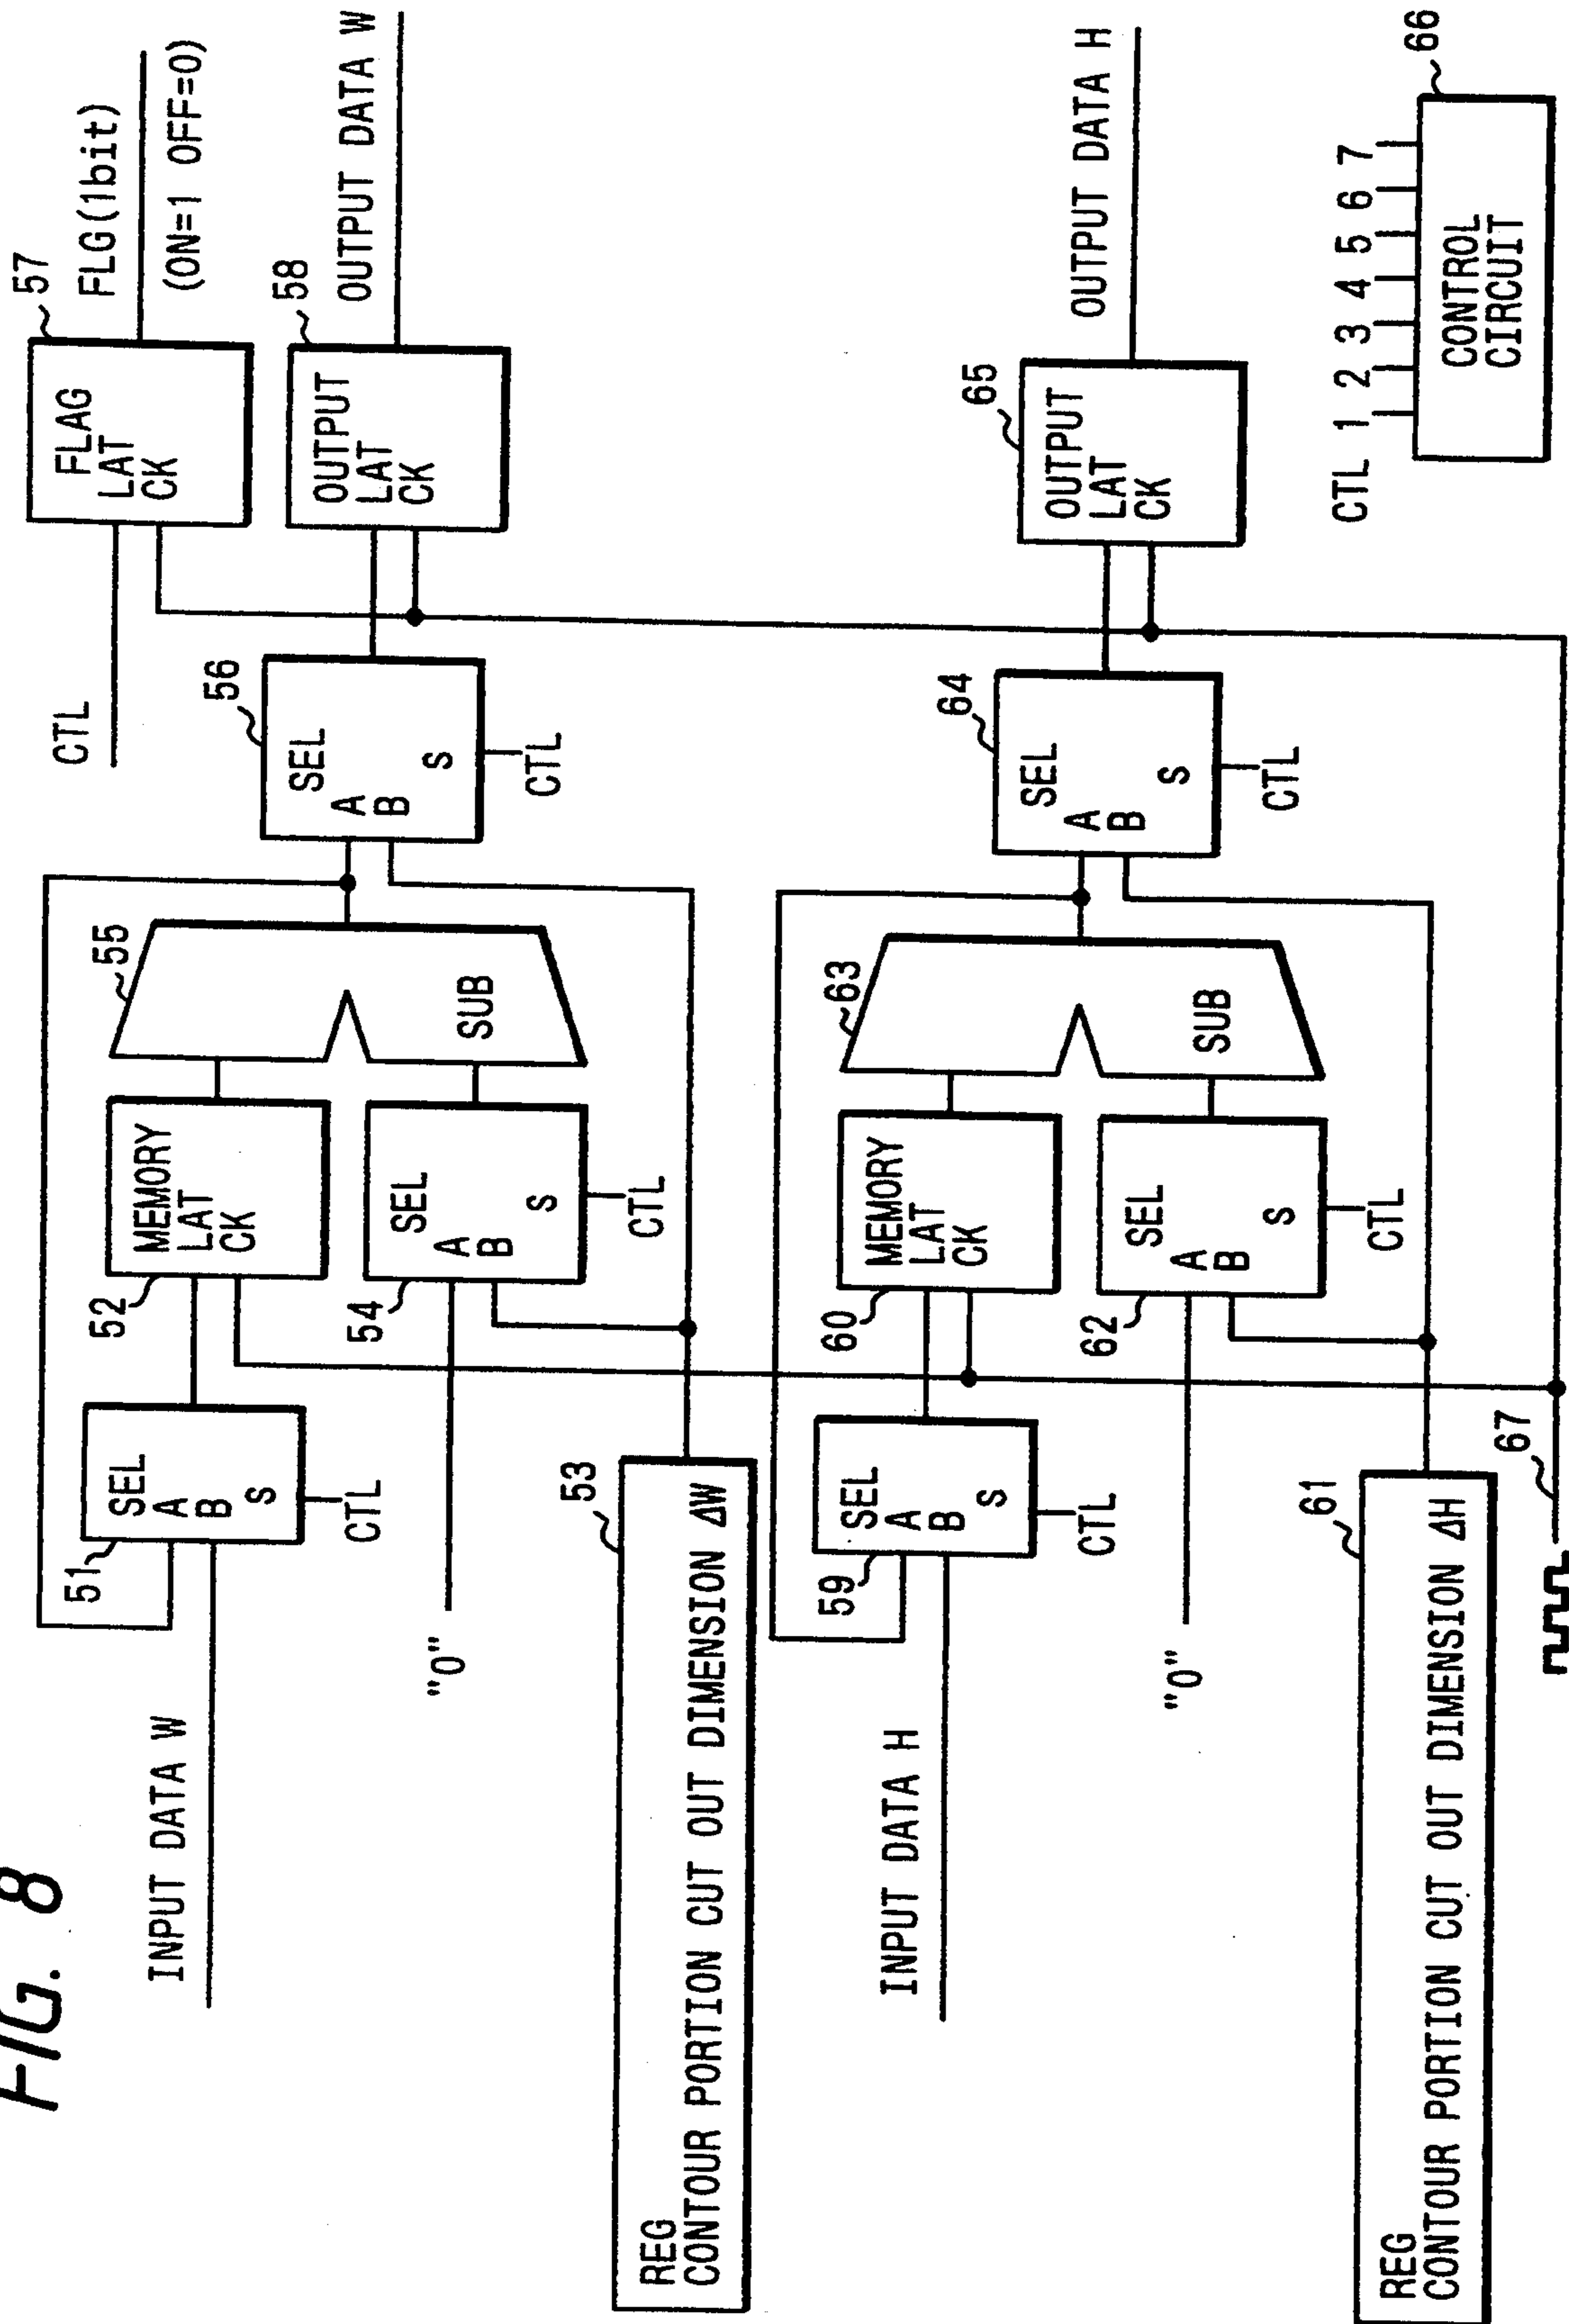 FIG. 8
INPUT DATA W
51
SEL
A
B
S
CTL
52
MEMORY
LAT
CK
"0"
54
SEL
A
B
S
CTL
55
SUB
53
REG
CONTOUR PORTION CUT OUT DIMENSION ΔW
56
SEL
A
B
S
CTL
CTL
57
FLAG
LAT
CK
FLG(1bit)
(ON=1 OFF=0)
58
OUTPUT
LAT
CK
OUTPUT DATA W
INPUT DATA H
59
SEL
A
B
S
CTL
60
MEMORY
LAT
CK
"0"
62
SEL
A
B
S
CTL
63
SUB
61
REG
CONTOUR PORTION CUT OUT DIMENSION ΔH
64
SEL
A
B
S
CTL
65
OUTPUT
LAT
CK
OUTPUT DATA H
67
CTL 1 2 3 4 5 6 7
66
CONTROL
CIRCUIT